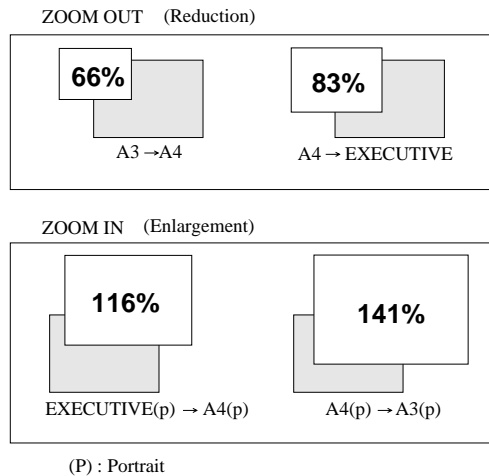 ZOOM OUT (Reduction)
66% 83%
A3→A4 A4→EXECUTIVE
ZOOM IN (Enlargement)
116% 141%
EXECUTIVE(p) → A4(p) A4(p) → A3(p)
(P) : Portrait